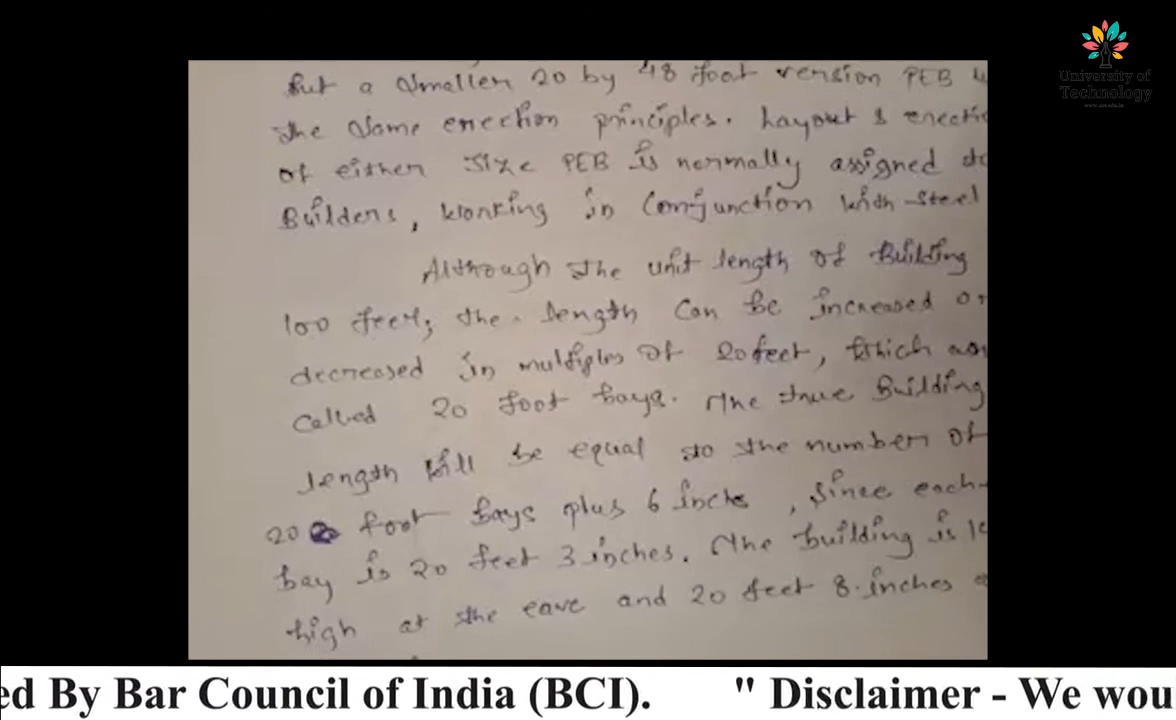 University of
Technology
But a smaller 20 by 48 foot version PEB
the same erection principles. Layout & erectio
of either size PEB is normally assigned to
Builders, working in Conjunction with steel
Although the unit length of Building
100 feet, the length can be increased or
decreased in multiples of 20 feet, which are
called 20 foot bays. The true Building
length will be equal to the number of
20 foot bays plus 6 inchs, since each
bay is 20 feet 3 inches. The building is 14
high at the eave and 20 feet 8 inches
ed By Bar Council of India (BCI). " Disclaimer - We wou